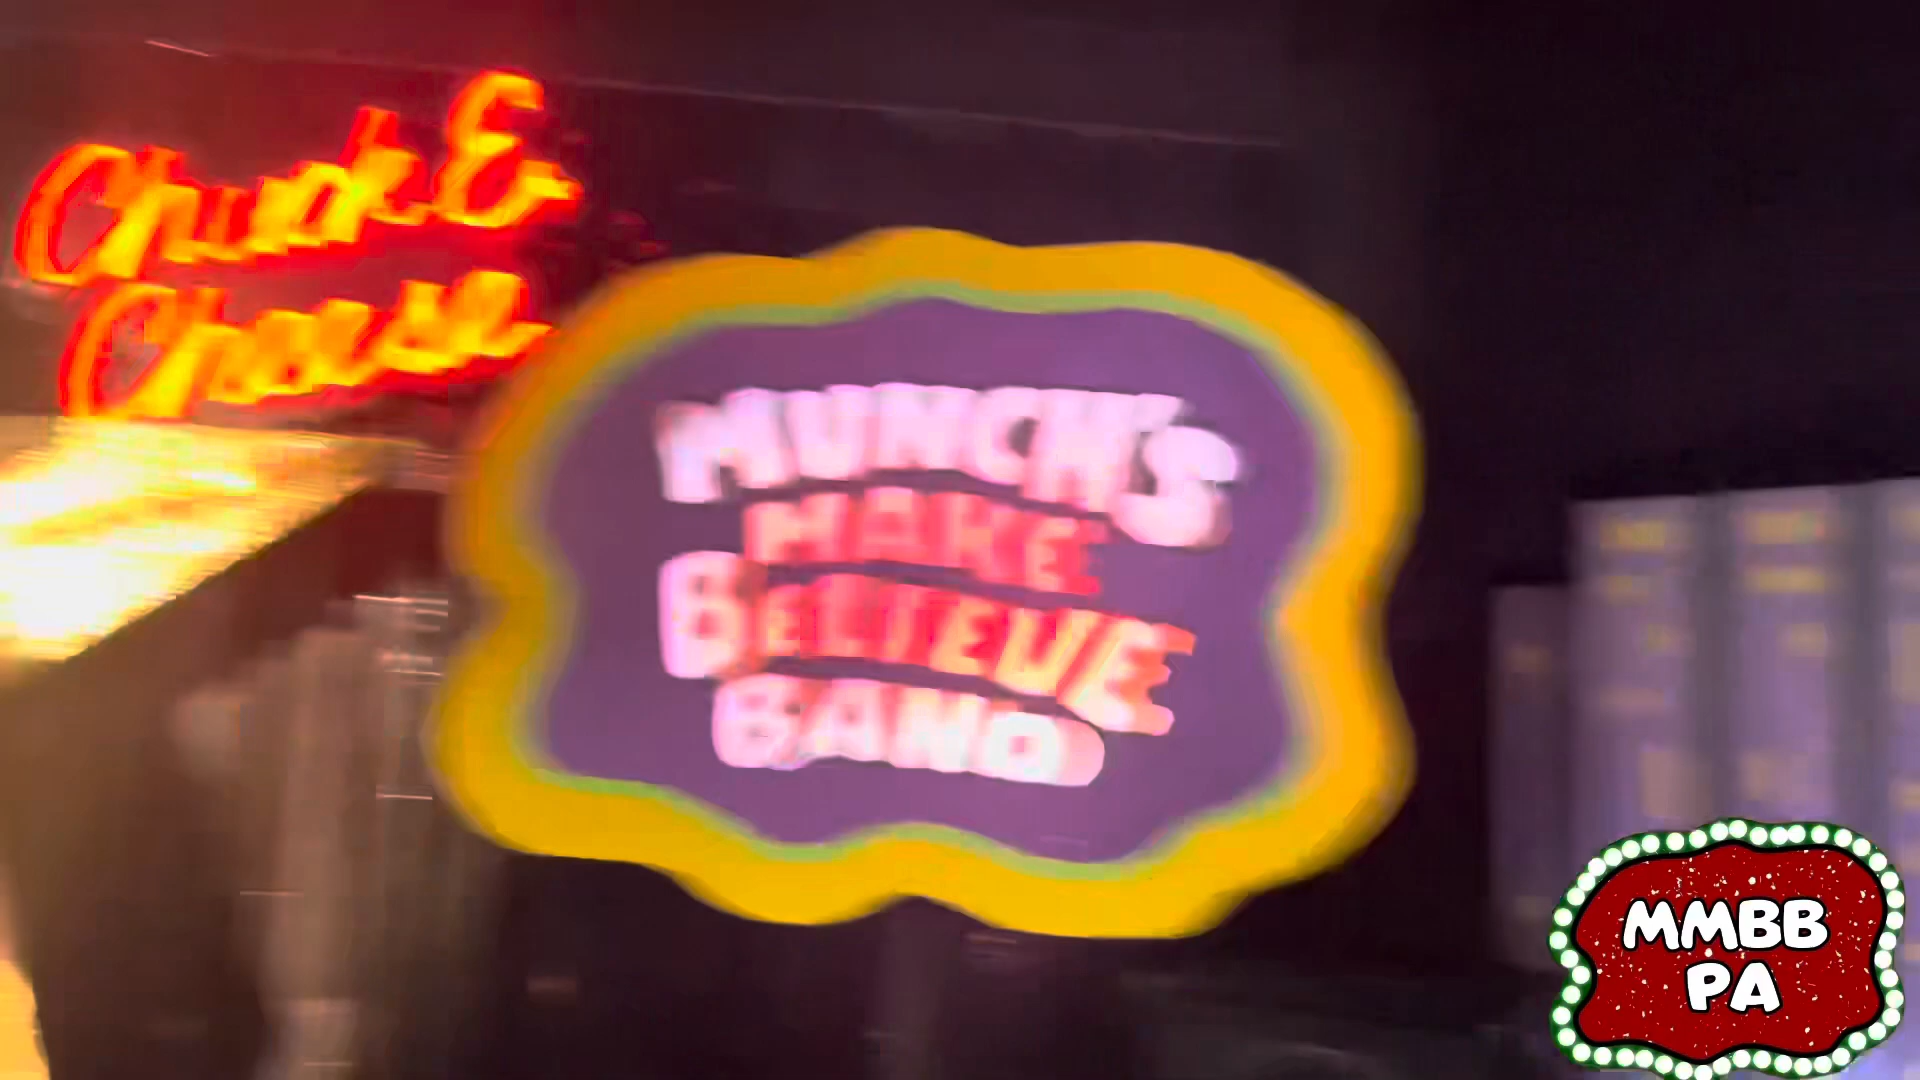 Chuck E.
Cheese
MUNCH'S
MAKE
BELIEVE
BAND
MMBB
PA